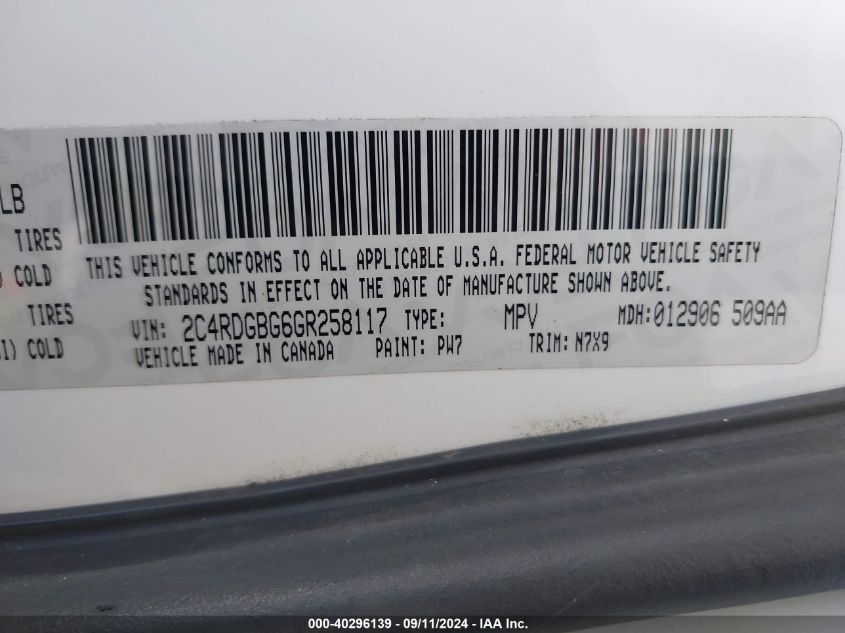 LB
TIRES
COLD
TIRES
I) COLD
THIS VEHICLE CONFORMS TO ALL APPLICABLE U.S.A. FEDERAL MOTOR VEHICLE SAFETY
STANDARDS IN EFFECT ON THE DATE OF MANUFACTURE SHOWN ABOVE.
VIN: 2C4RDGBG6GR258117 TYPE: MPV MDH:012906 509AA
VEHICLE MADE IN CANADA PAINT: PW7 TRIM: N7X9
000-40296139 - 09/11/2024 - IAA Inc.